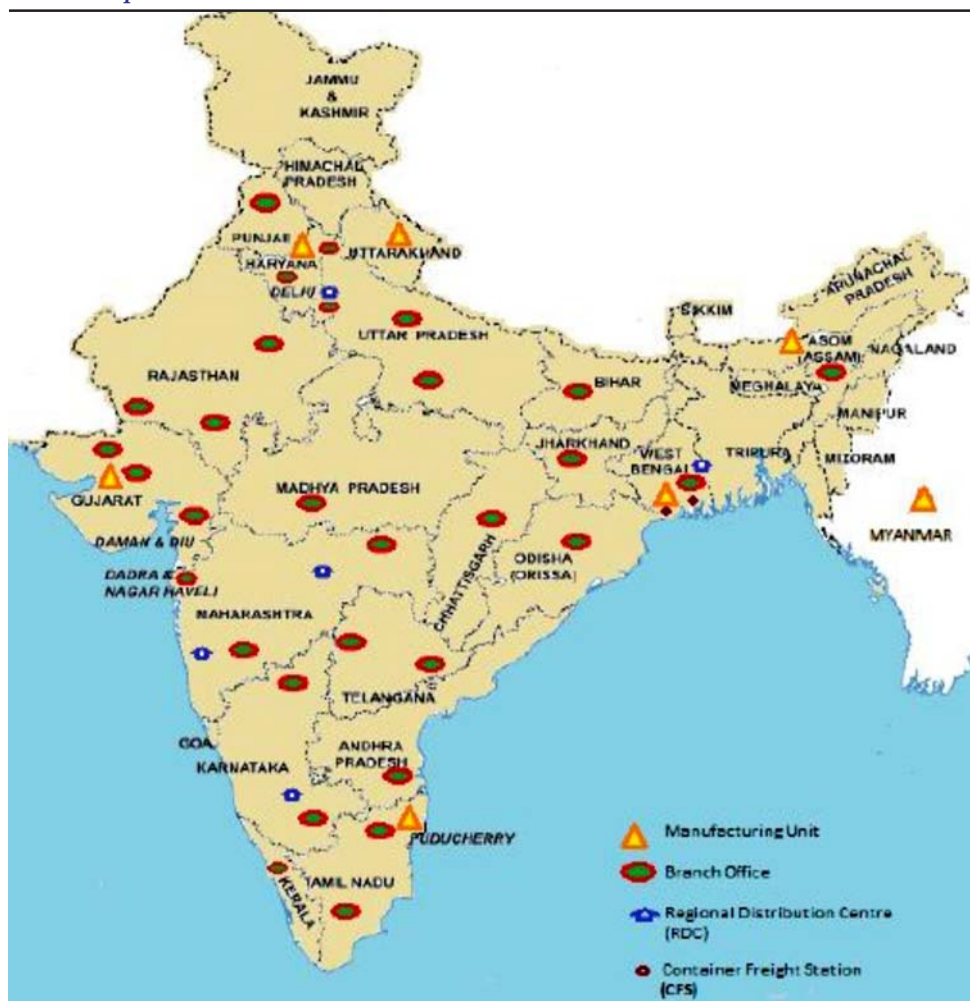 JAMMU
&
KASHMIR
HIMACHAL
PRADESH
PUNJAB
UTTARAKHAND
HARYANA
DELHI
ARUNACHAL
PRADESH
SIKKIM
UTTAR PRADESH
ASOM
(ASSAM)
NAGALAND
RAJASTHAN
BIHAR
MEGHALAYA
MANIPUR
JHARKHAND
WEST
BENGAL
TRIPURA
MIZORAM
MADHYA PRADESH
GUJARAT
MYANMAR
DAMAN & DIU
ODISHA
(ORISSA)
CHHATTISGARH
DADRA &
NAGAR HAVELI
MAHARASHTRA
TELANGANA
GOA
KARNATAKA
ANDHRA
PRADESH
PUDUCHERRY
KERALA
TAMIL NADU
Manufacturing Unit
Branch Office
Regional Distribution Centre
(RDC)
Container Freight Station
(CFS)